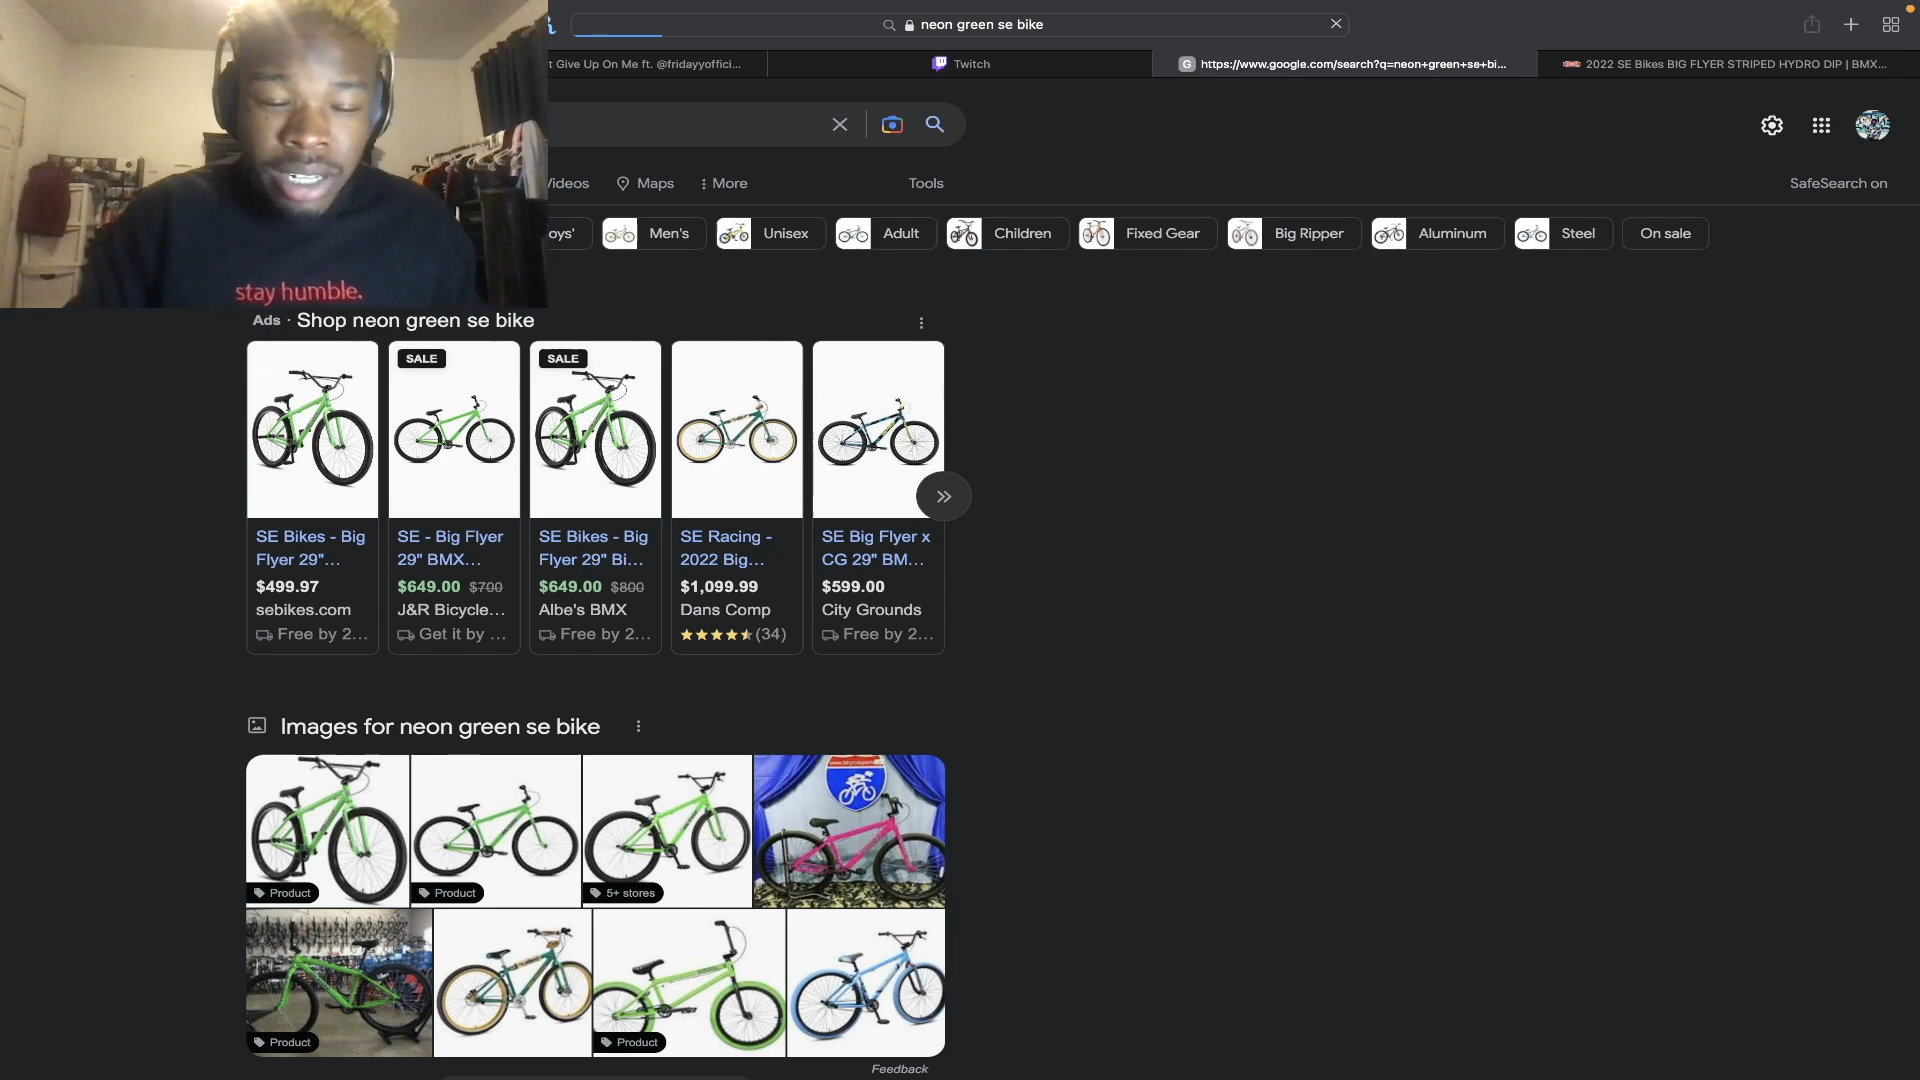 neon green se bike
t Give Up On Me ft. @fridayyoffici...
Twitch
G https://www.google.com/search?q=neon+green+se+bi...
2022 SE Bikes BIG FLYER STRIPED HYDRO DIP | BMX...
Videos
Maps
More
Tools
SafeSearch on
oys'
Men's
Unisex
Adult
Children
Fixed Gear
Big Ripper
Aluminum
Steel
On sale
stay humble.
Ads · Shop neon green se bike
SALE
SALE
SE Bikes - Big
Flyer 29"...
$499.97
sebikes.com
Free by 2...
SE - Big Flyer
29" BMX...
$649.00 $700
J&R Bicycle...
Get it by ...
SE Bikes - Big
Flyer 29" Bi...
$649.00 $800
Albe's BMX
Free by 2...
SE Racing -
2022 Big...
$1,099.99
Dans Comp
(34)
SE Big Flyer x
CG 29" BM...
$599.00
City Grounds
Free by 2...
Images for neon green se bike
Product
Product
5+ stores
Product
Product
Feedback